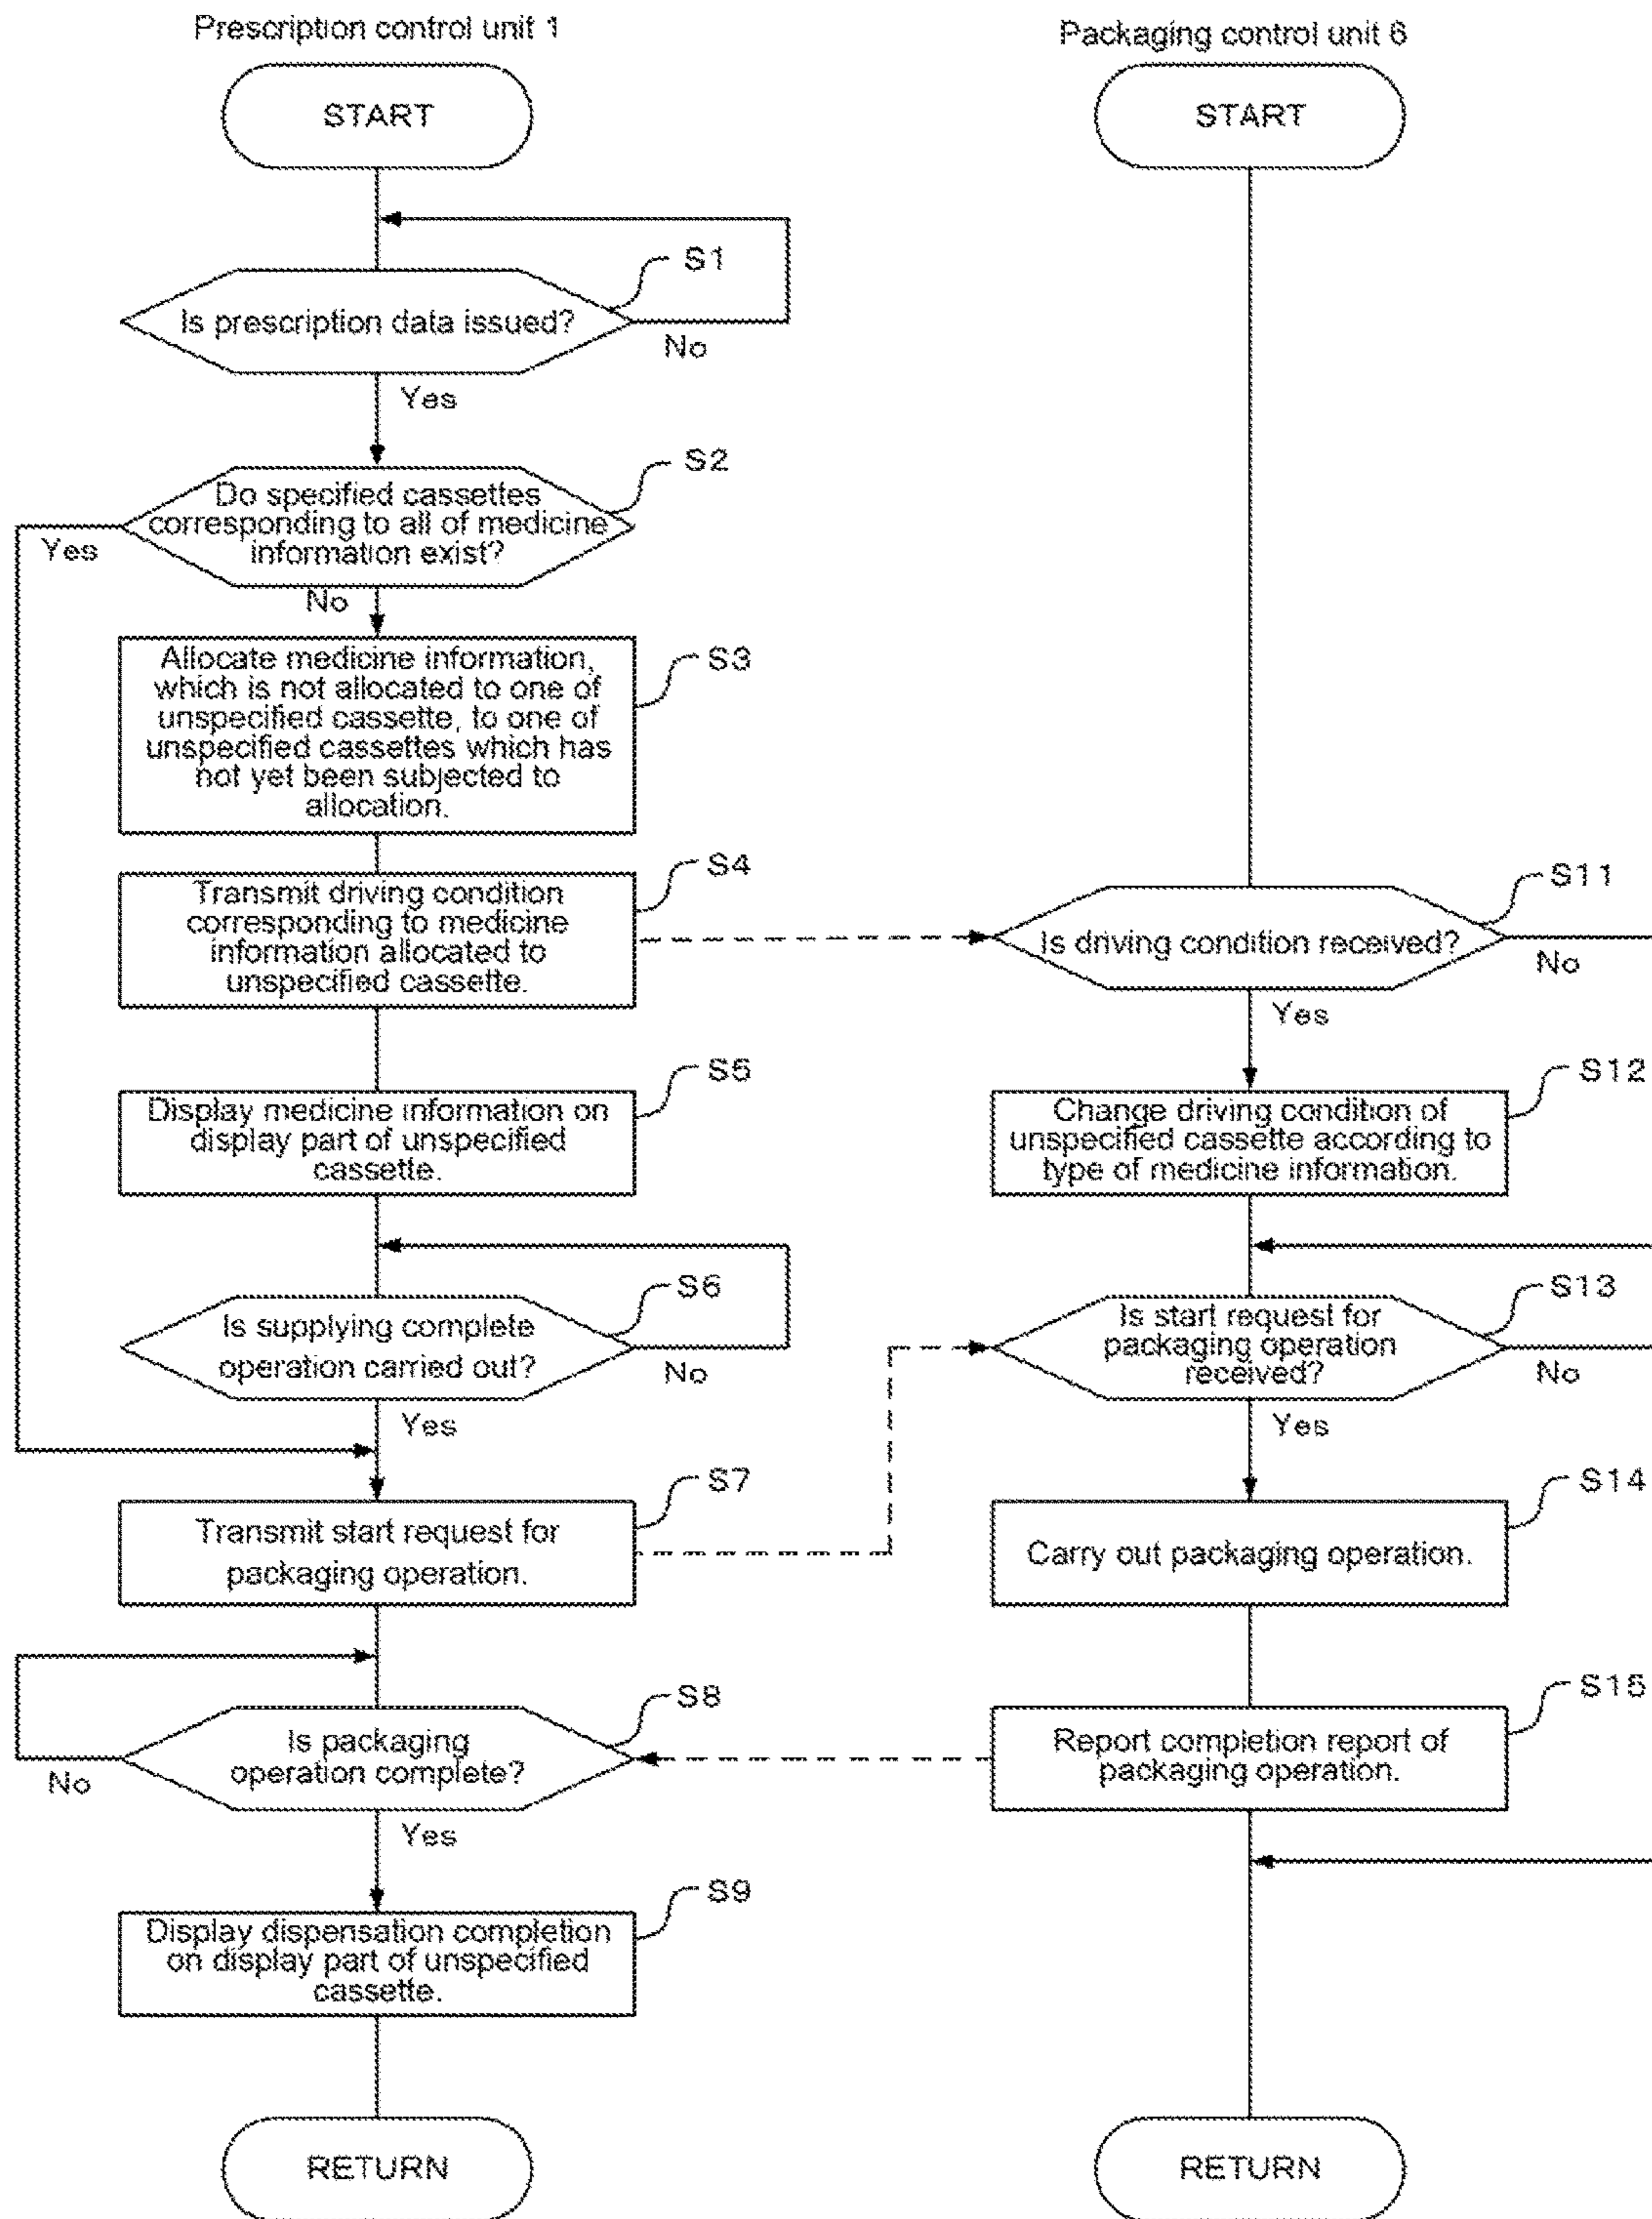 Prescription control unit 1
START
S1
Is prescription data issued?
No
Yes
S2
Do specified cassettes
corresponding to all of medicine
information exist?
Yes
No
Allocate medicine information,
which is not allocated to one of
unspecified cassette, to one of
unspecified cassettes which has
not yet been subjected to
allocation.
S3
Transmit driving condition
corresponding to medicine
information allocated to
unspecified cassette.
S4
Display medicine information on
display part of unspecified
cassette.
S5
S6
Is supplying complete
operation carried out?
No
Yes
S7
Transmit start request for
packaging operation.
S8
Is packaging
operation complete?
No
Yes
S9
Display dispensation completion
on display part of unspecified
cassette.
RETURN
Packaging control unit 6
START
S11
Is driving condition received?
No
Yes
S12
Change driving condition of
unspecified cassette according to
type of medicine information.
S13
Is start request for
packaging operation
received?
No
Yes
S14
Carry out packaging operation.
S15
Report completion report of
packaging operation.
RETURN